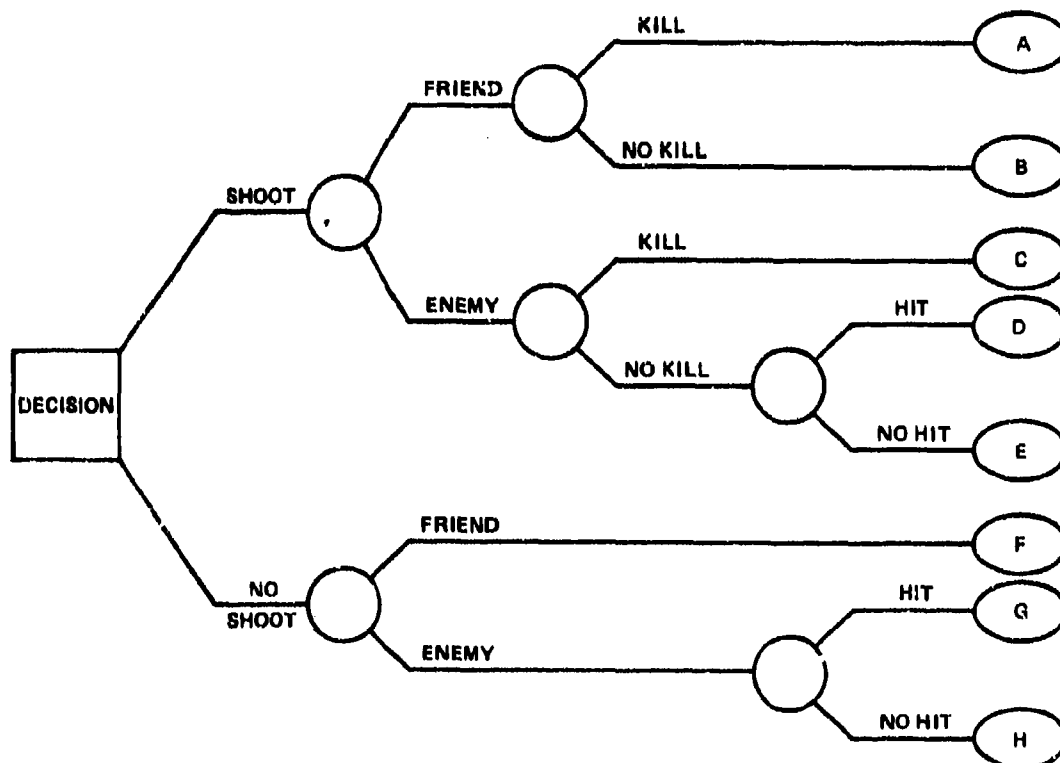 KILL
A
FRIEND
NO KILL
B
SHOOT
KILL
C
ENEMY
HIT
D
NO KILL
NO HIT
E
DECISION
FRIEND
F
NO
SHOOT
HIT
G
ENEMY
NO HIT
H